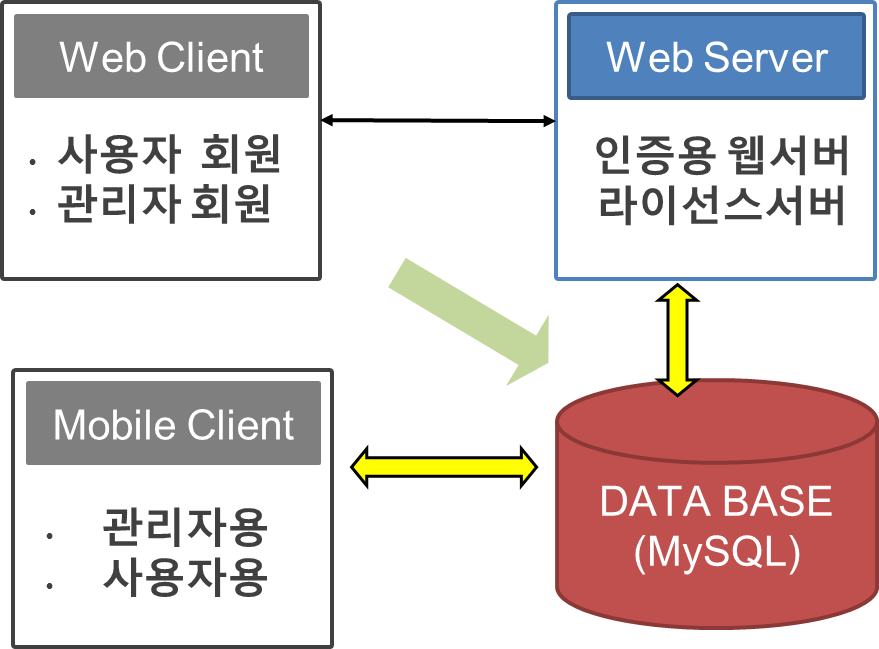 Web Client
· 사용자 회원
· 관리자 회원
Web Server
인증용 웹서버
라이선스서버
Mobile Client
· 관리자용
· 사용자용
DATA BASE
(MySQL)